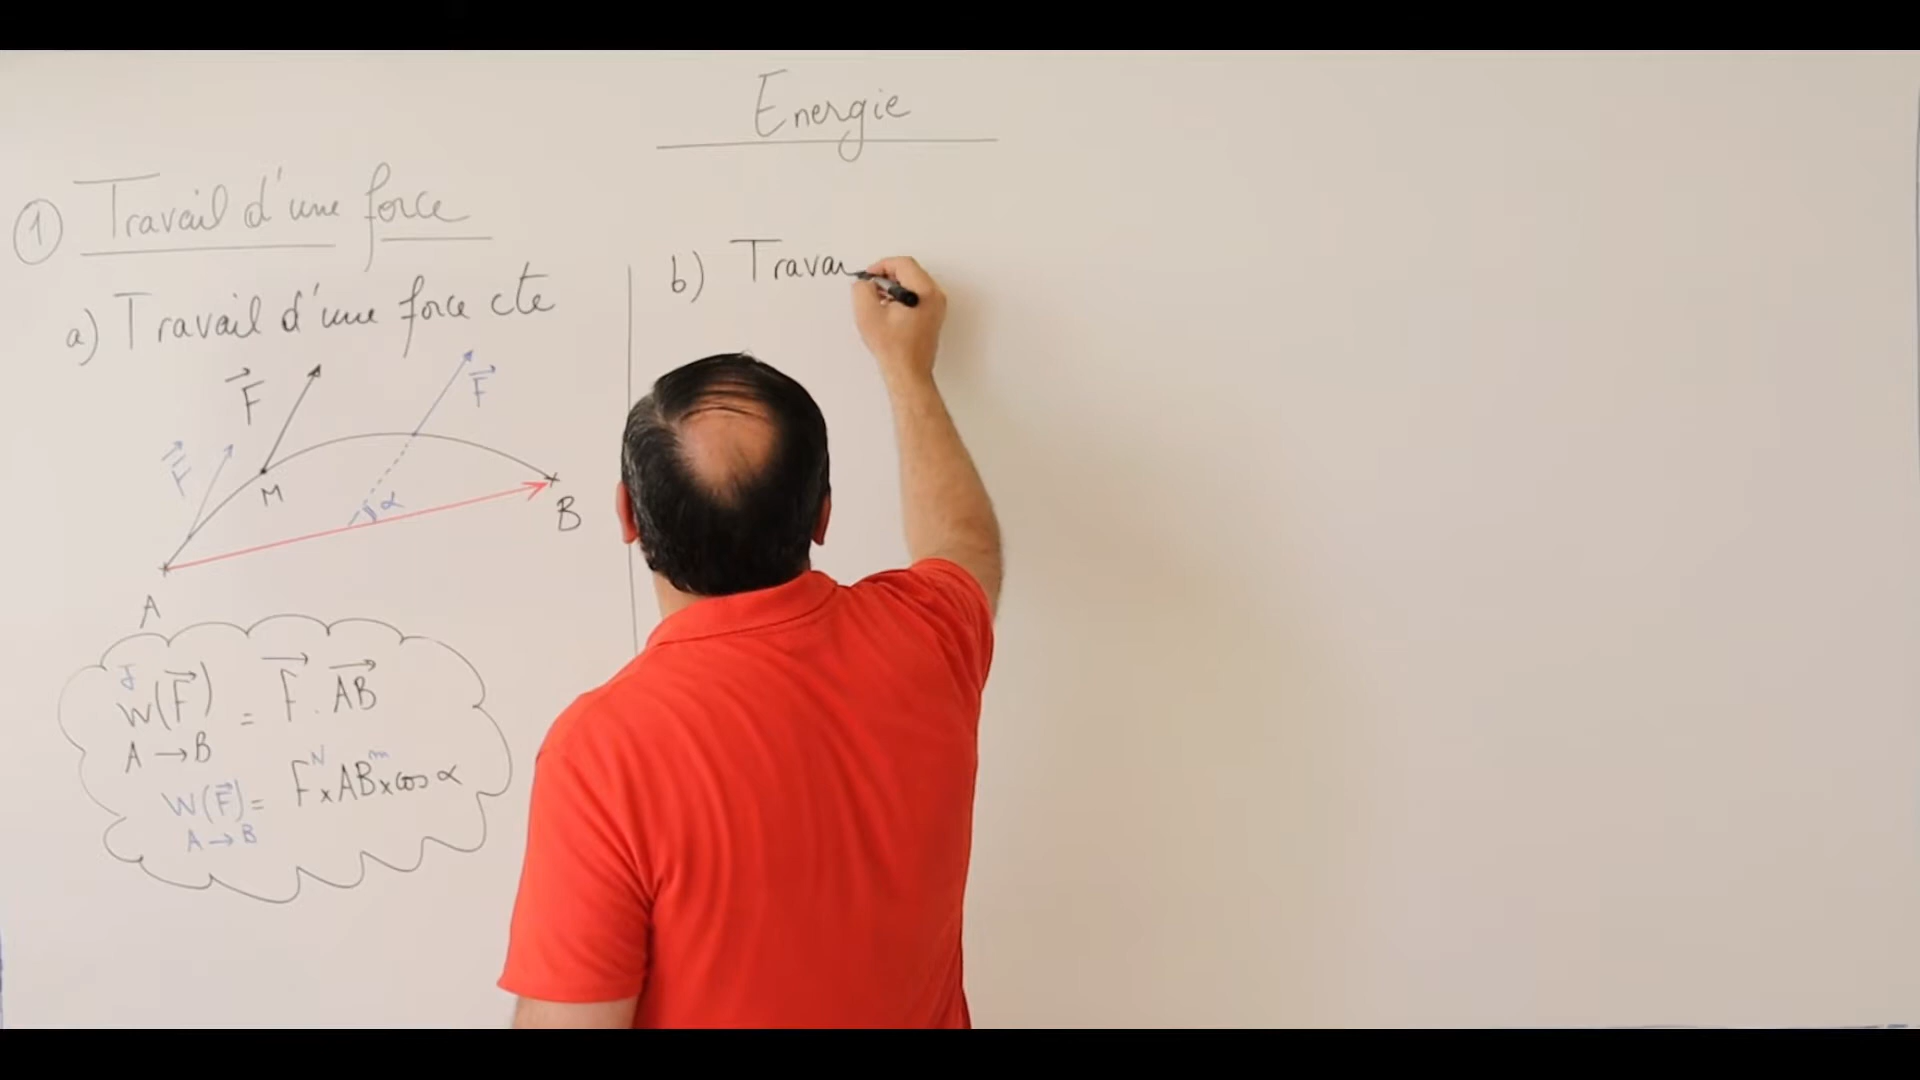 Energie
① Travail d'une force
a) Travail d'une force cte
F
F
F
M
α
B
A
J
W(F) = F . AB
A → B
N m
W(F) = F x AB x cos α
A → B
b) Trava